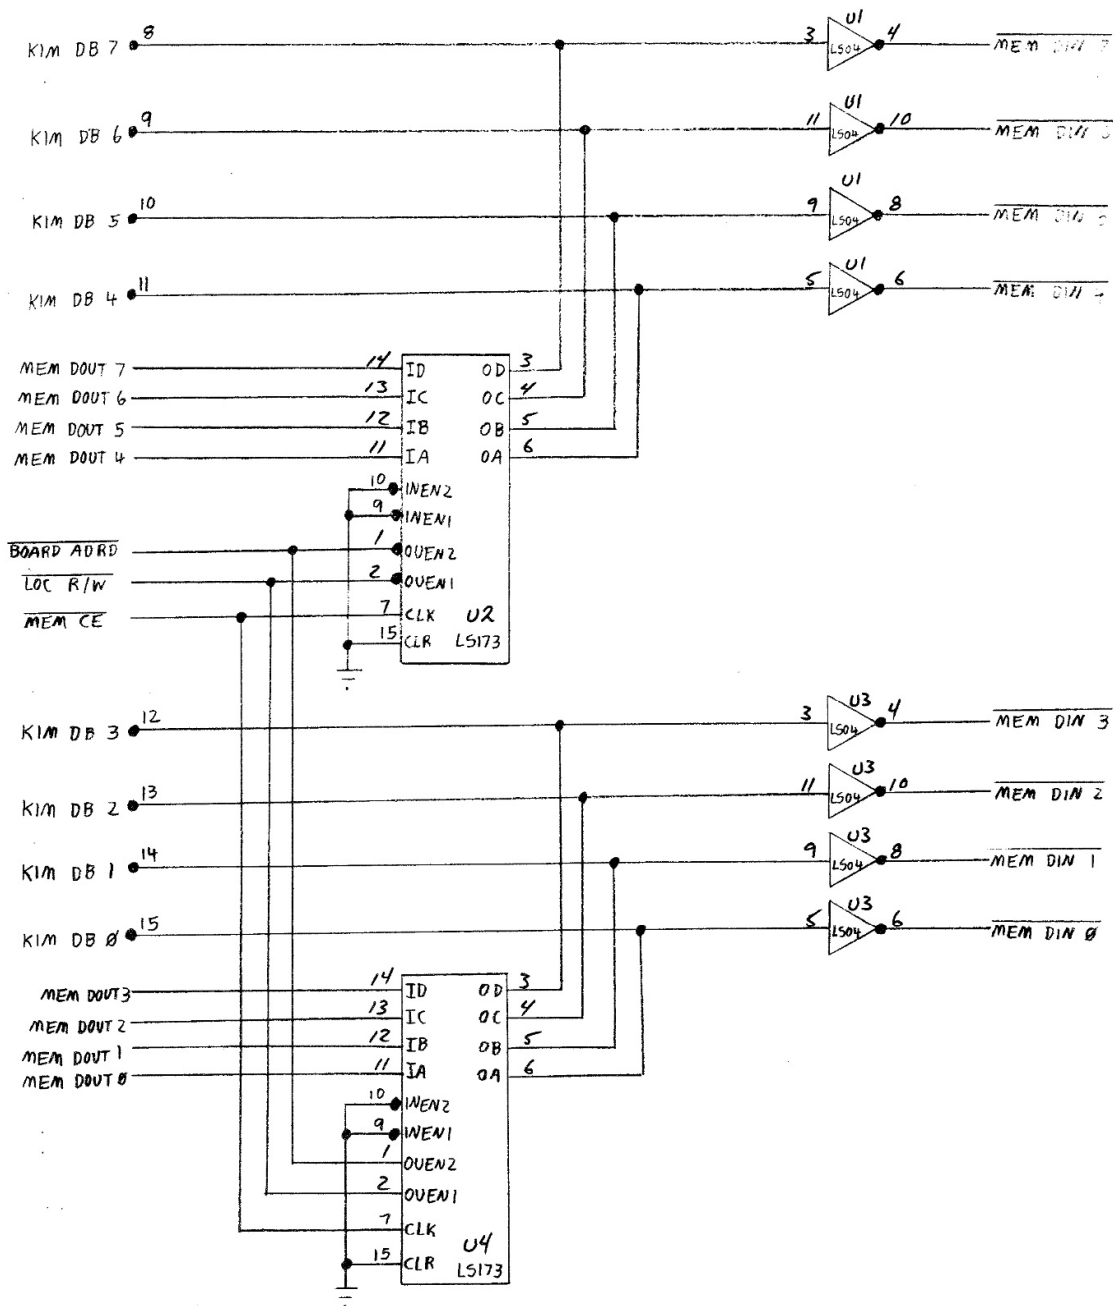 KIM DB 7 8 3 U1 LS04 4 MEM DIN 7
KIM DB 6 9 11 U1 LS04 10 MEM DIN
KIM DB 5 10 9 U1 LS04 8 MEM DIN
KIM DB 4 11 5 U1 LS04 6 MEM DIN
MEM DOUT 7 14 ID OD 3
MEM DOUT 6 13 IC OC 4
MEM DOUT 5 12 IB OB 5
MEM DOUT 4 11 IA OA 6
10 INEN2
9 INEN1
BOARD ADRD 1 OUEN2
LOC R/W 2 OUEN1
MEM CE 7 CLK U2
15 CLR LS173
KIM DB 3 12 3 U3 LS04 4 MEM DIN 3
KIM DB 2 13 11 U3 LS04 10 MEM DIN 2
KIM DB 1 14 9 U3 LS04 8 MEM DIN 1
KIM DB Ø 15 5 U3 LS04 6 MEM DIN Ø
MEM DOUT3 14 ID OD 3
MEM DOUT 2 13 IC OC 4
MEM DOUT 1 12 IB OB 5
MEM DOUT Ø 11 IA OA 6
10 INEN2
9 INEN1
1 OUEN2
2 OUEN1
7 CLK
U4
15 CLR LS173